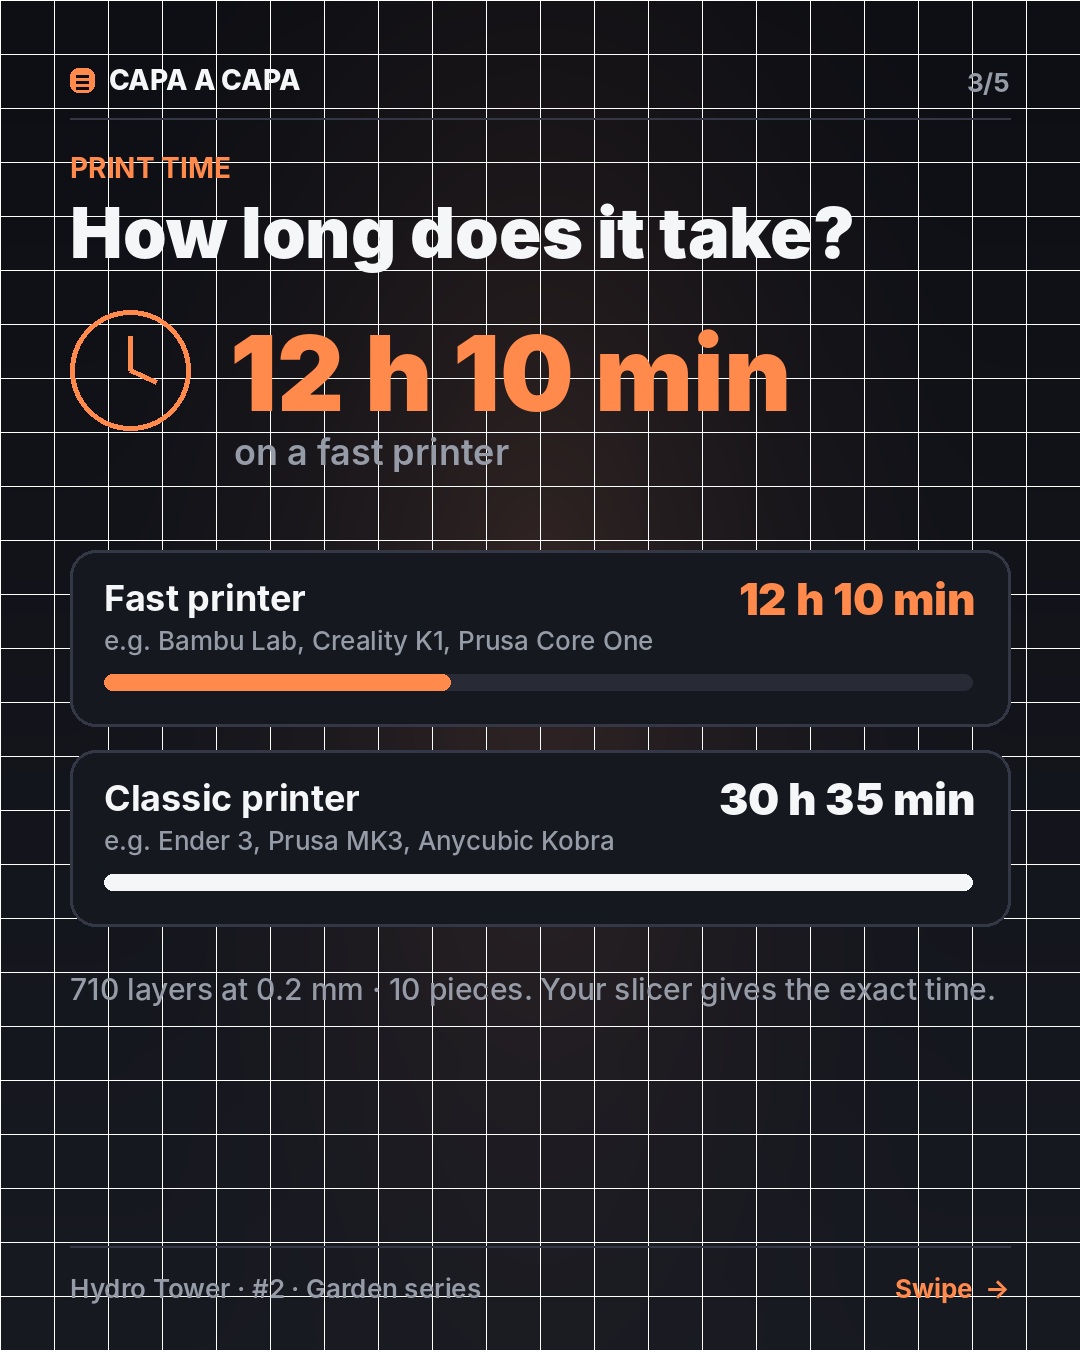 CAPA A CAPA
3/5
PRINT TIME
How long does it take?
12 h 10 min
on a fast printer
Fast printer
12 h 10 min
e.g. Bambu Lab, Creality K1, Prusa Core One
Classic printer
30 h 35 min
e.g. Ender 3, Prusa MK3, Anycubic Kobra
710 layers at 0.2 mm · 10 pieces. Your slicer gives the exact time.
Hydro Tower · #2 · Garden series
Swipe →